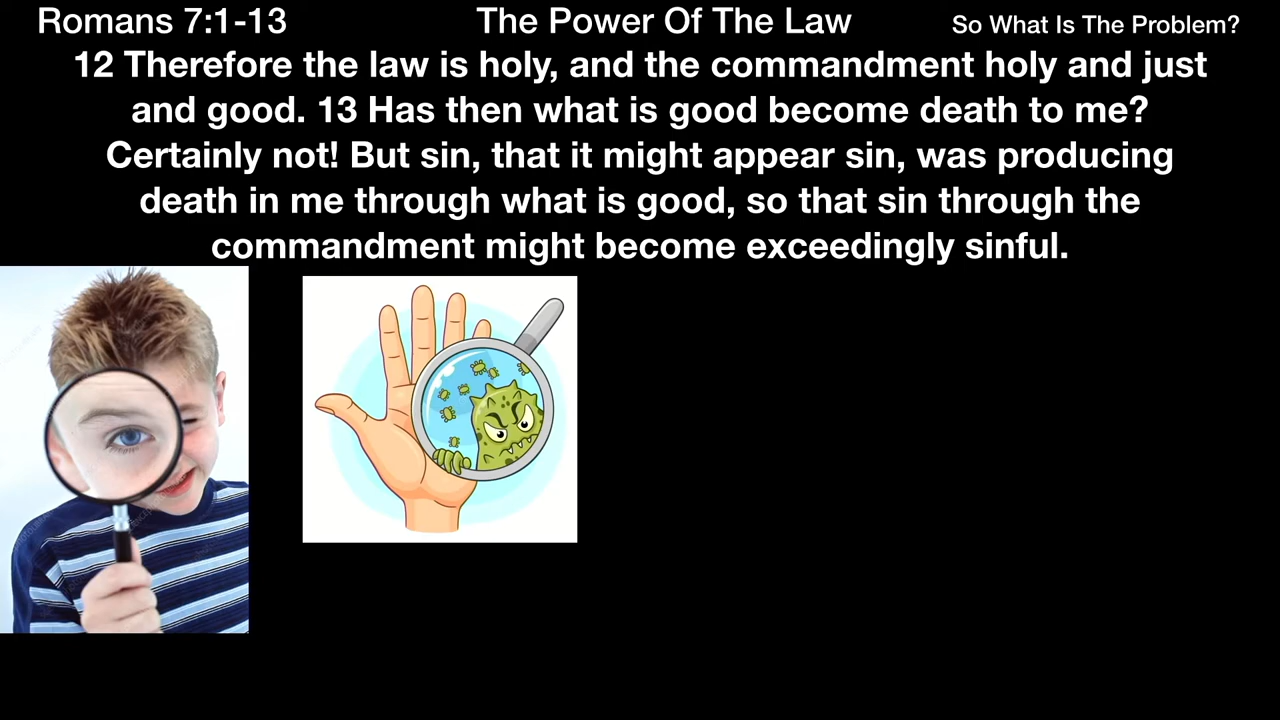 Romans 7:1-13
The Power Of The Law
So What Is The Problem?
12 Therefore the law is holy, and the commandment holy and just
and good. 13 Has then what is good become death to me?
Certainly not! But sin, that it might appear sin, was producing
death in me through what is good, so that sin through the
commandment might become exceedingly sinful.